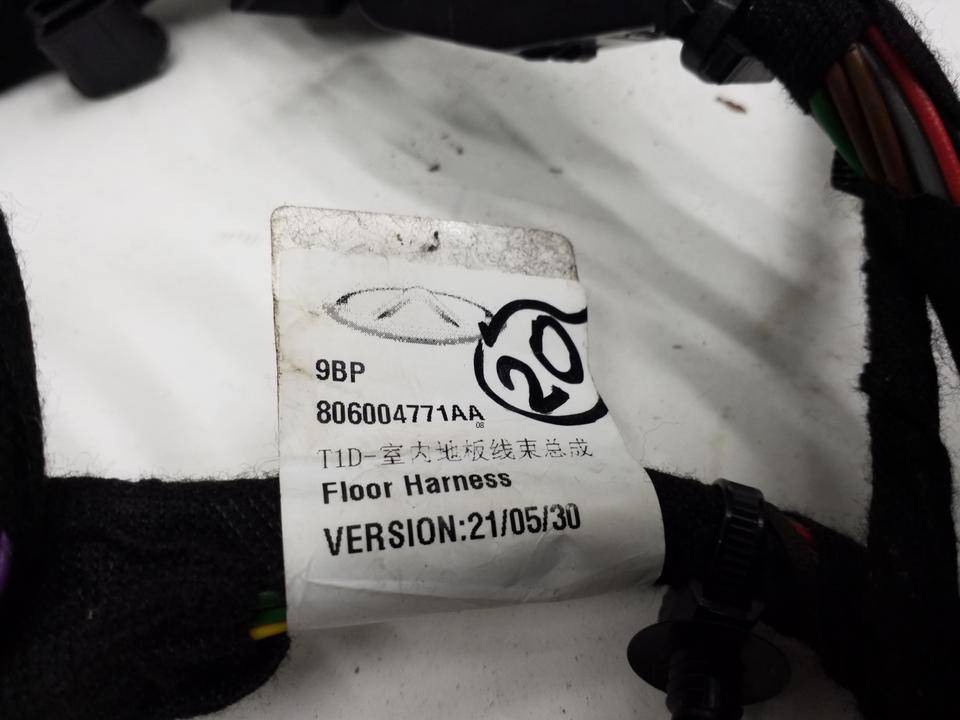 20
9BP
806004771AA
08
T1D-室内地板线束总成
Floor Harness
VERSION:21/05/30